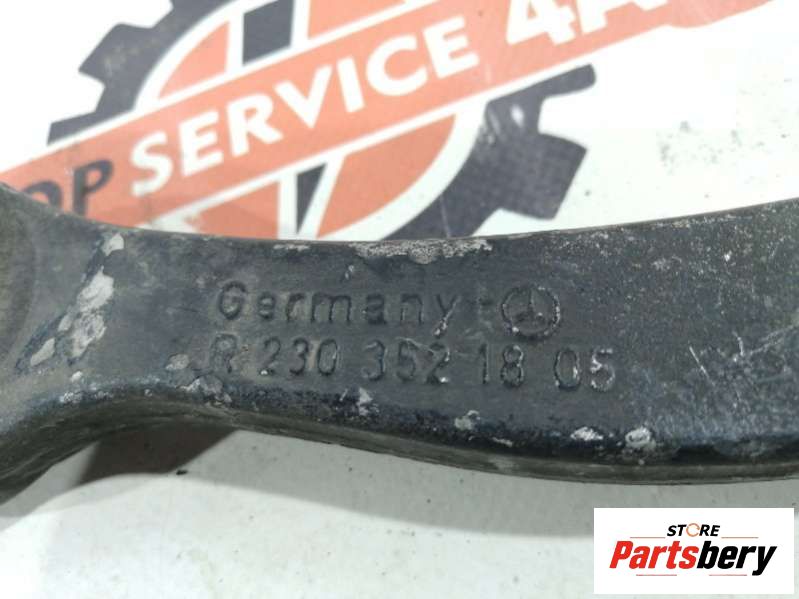 OP SERVICE 4A
Germany
R 230 352 18 05
STORE
Partsbery